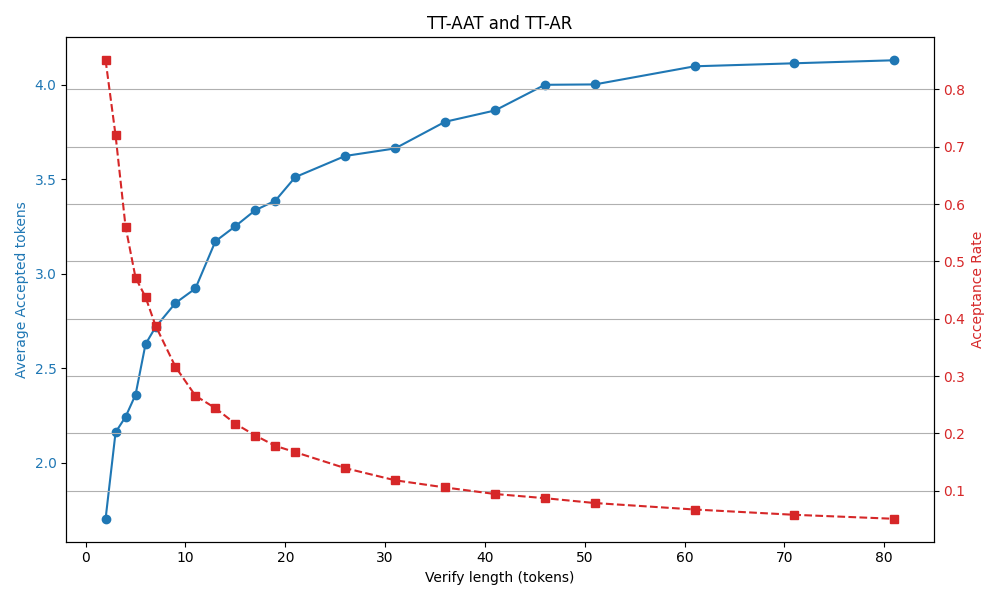 TT-AAT and TT-AR
Average Accepted tokens
4.0
3.5
3.0
2.5
2.0
0.8
0.7
0.6
0.5
0.4
0.3
0.2
0.1
Acceptance Rate
0 10 20 30 40 50 60 70 80
Verify length (tokens)